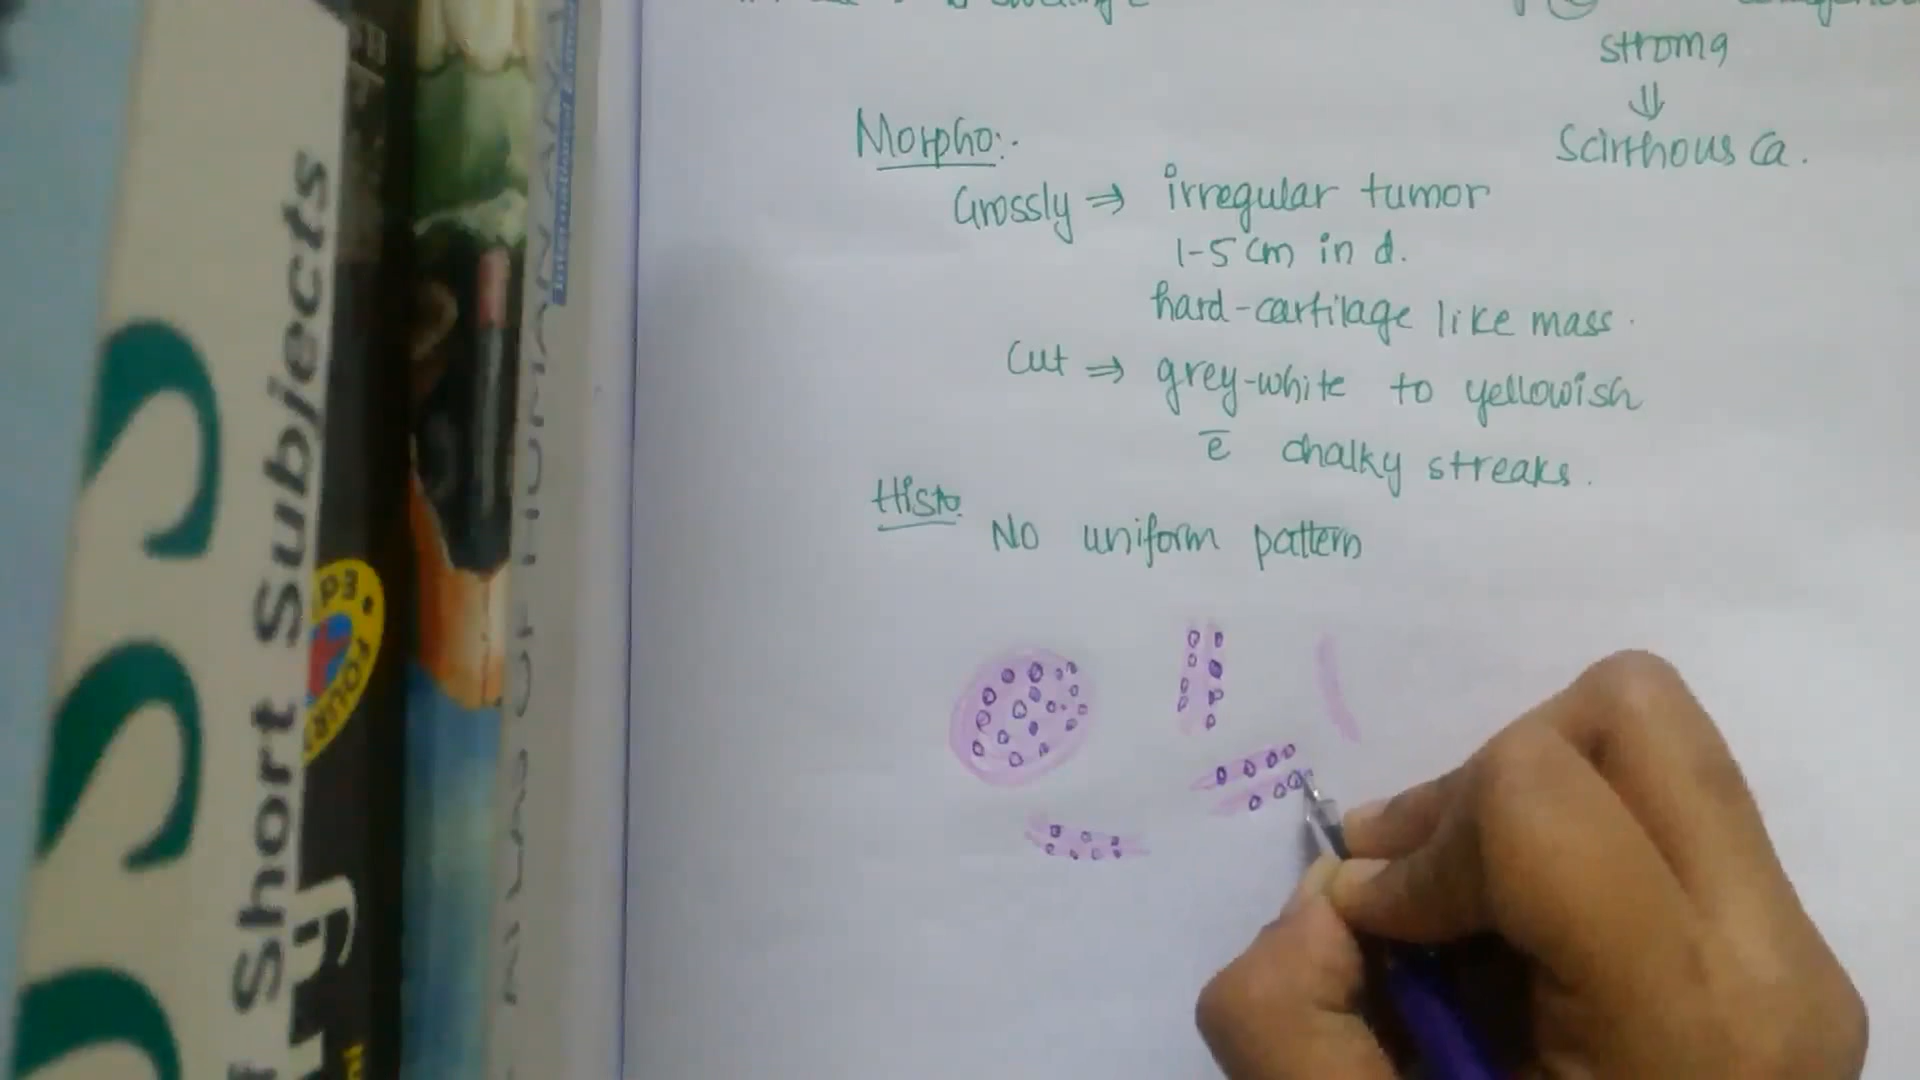 strong
⇓
Scirrhous Ca.
Morpho:-
Grossly ⇒ irregular tumor
1-5 cm in d.
hard-cartilage like mass.
Cut ⇒ grey-white to yellowish
c̅ chalky streaks.
Histo
No uniform pattern
Short Subjects